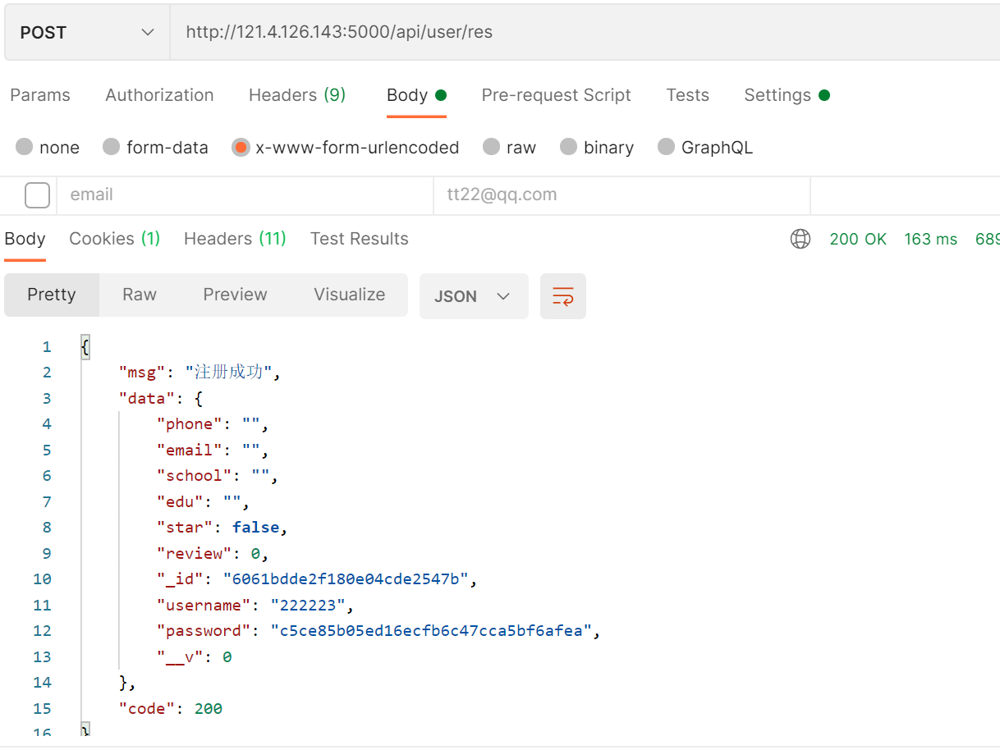 POST http://121.4.126.143:5000/api/user/res
Params Authorization Headers (9) Body Pre-request Script Tests Settings
none form-data x-www-form-urlencoded raw binary GraphQL
email tt22@qq.com
Body Cookies (1) Headers (11) Test Results 200 OK 163 ms 689
Pretty Raw Preview Visualize JSON
1 {
2 "msg": "注册成功",
3 "data": {
4 "phone": "",
5 "email": "",
6 "school": "",
7 "edu": "",
8 "star": false,
9 "review": 0,
10 "_id": "6061bdde2f180e04cde2547b",
11 "username": "222223",
12 "password": "c5ce85b05ed16ecfb6c47cca5bf6afea",
13 "__v": 0
14 },
15 "code": 200
16 }